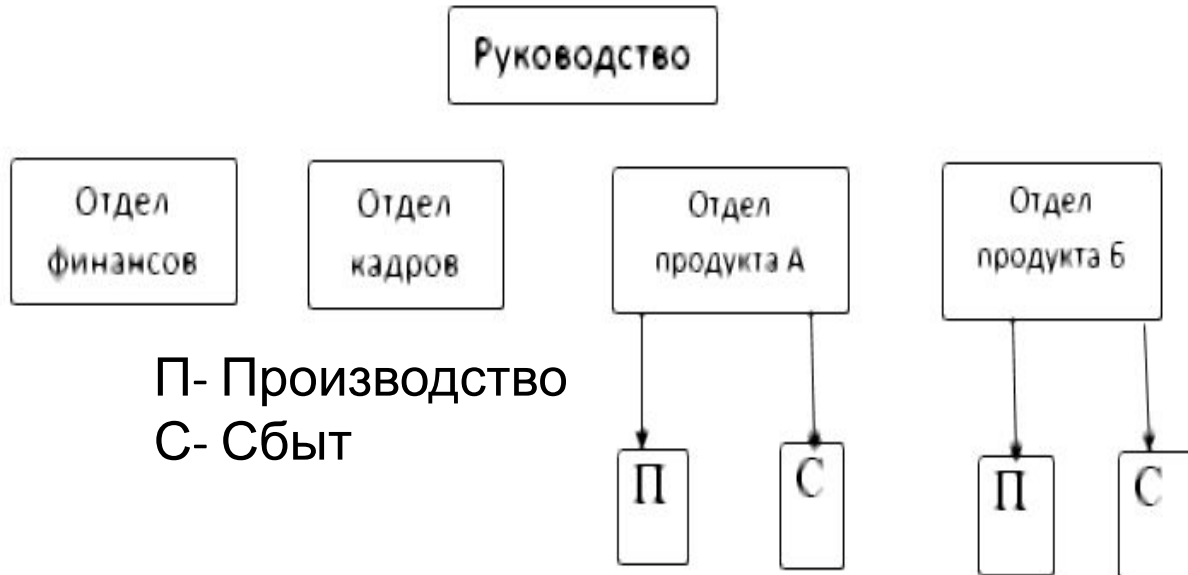 Руководство
Отдел
финансов
Отдел
кадров
Отдел
продукта А
Отдел
продукта Б
П- Производство
С- Сбыт
П
С
П
С